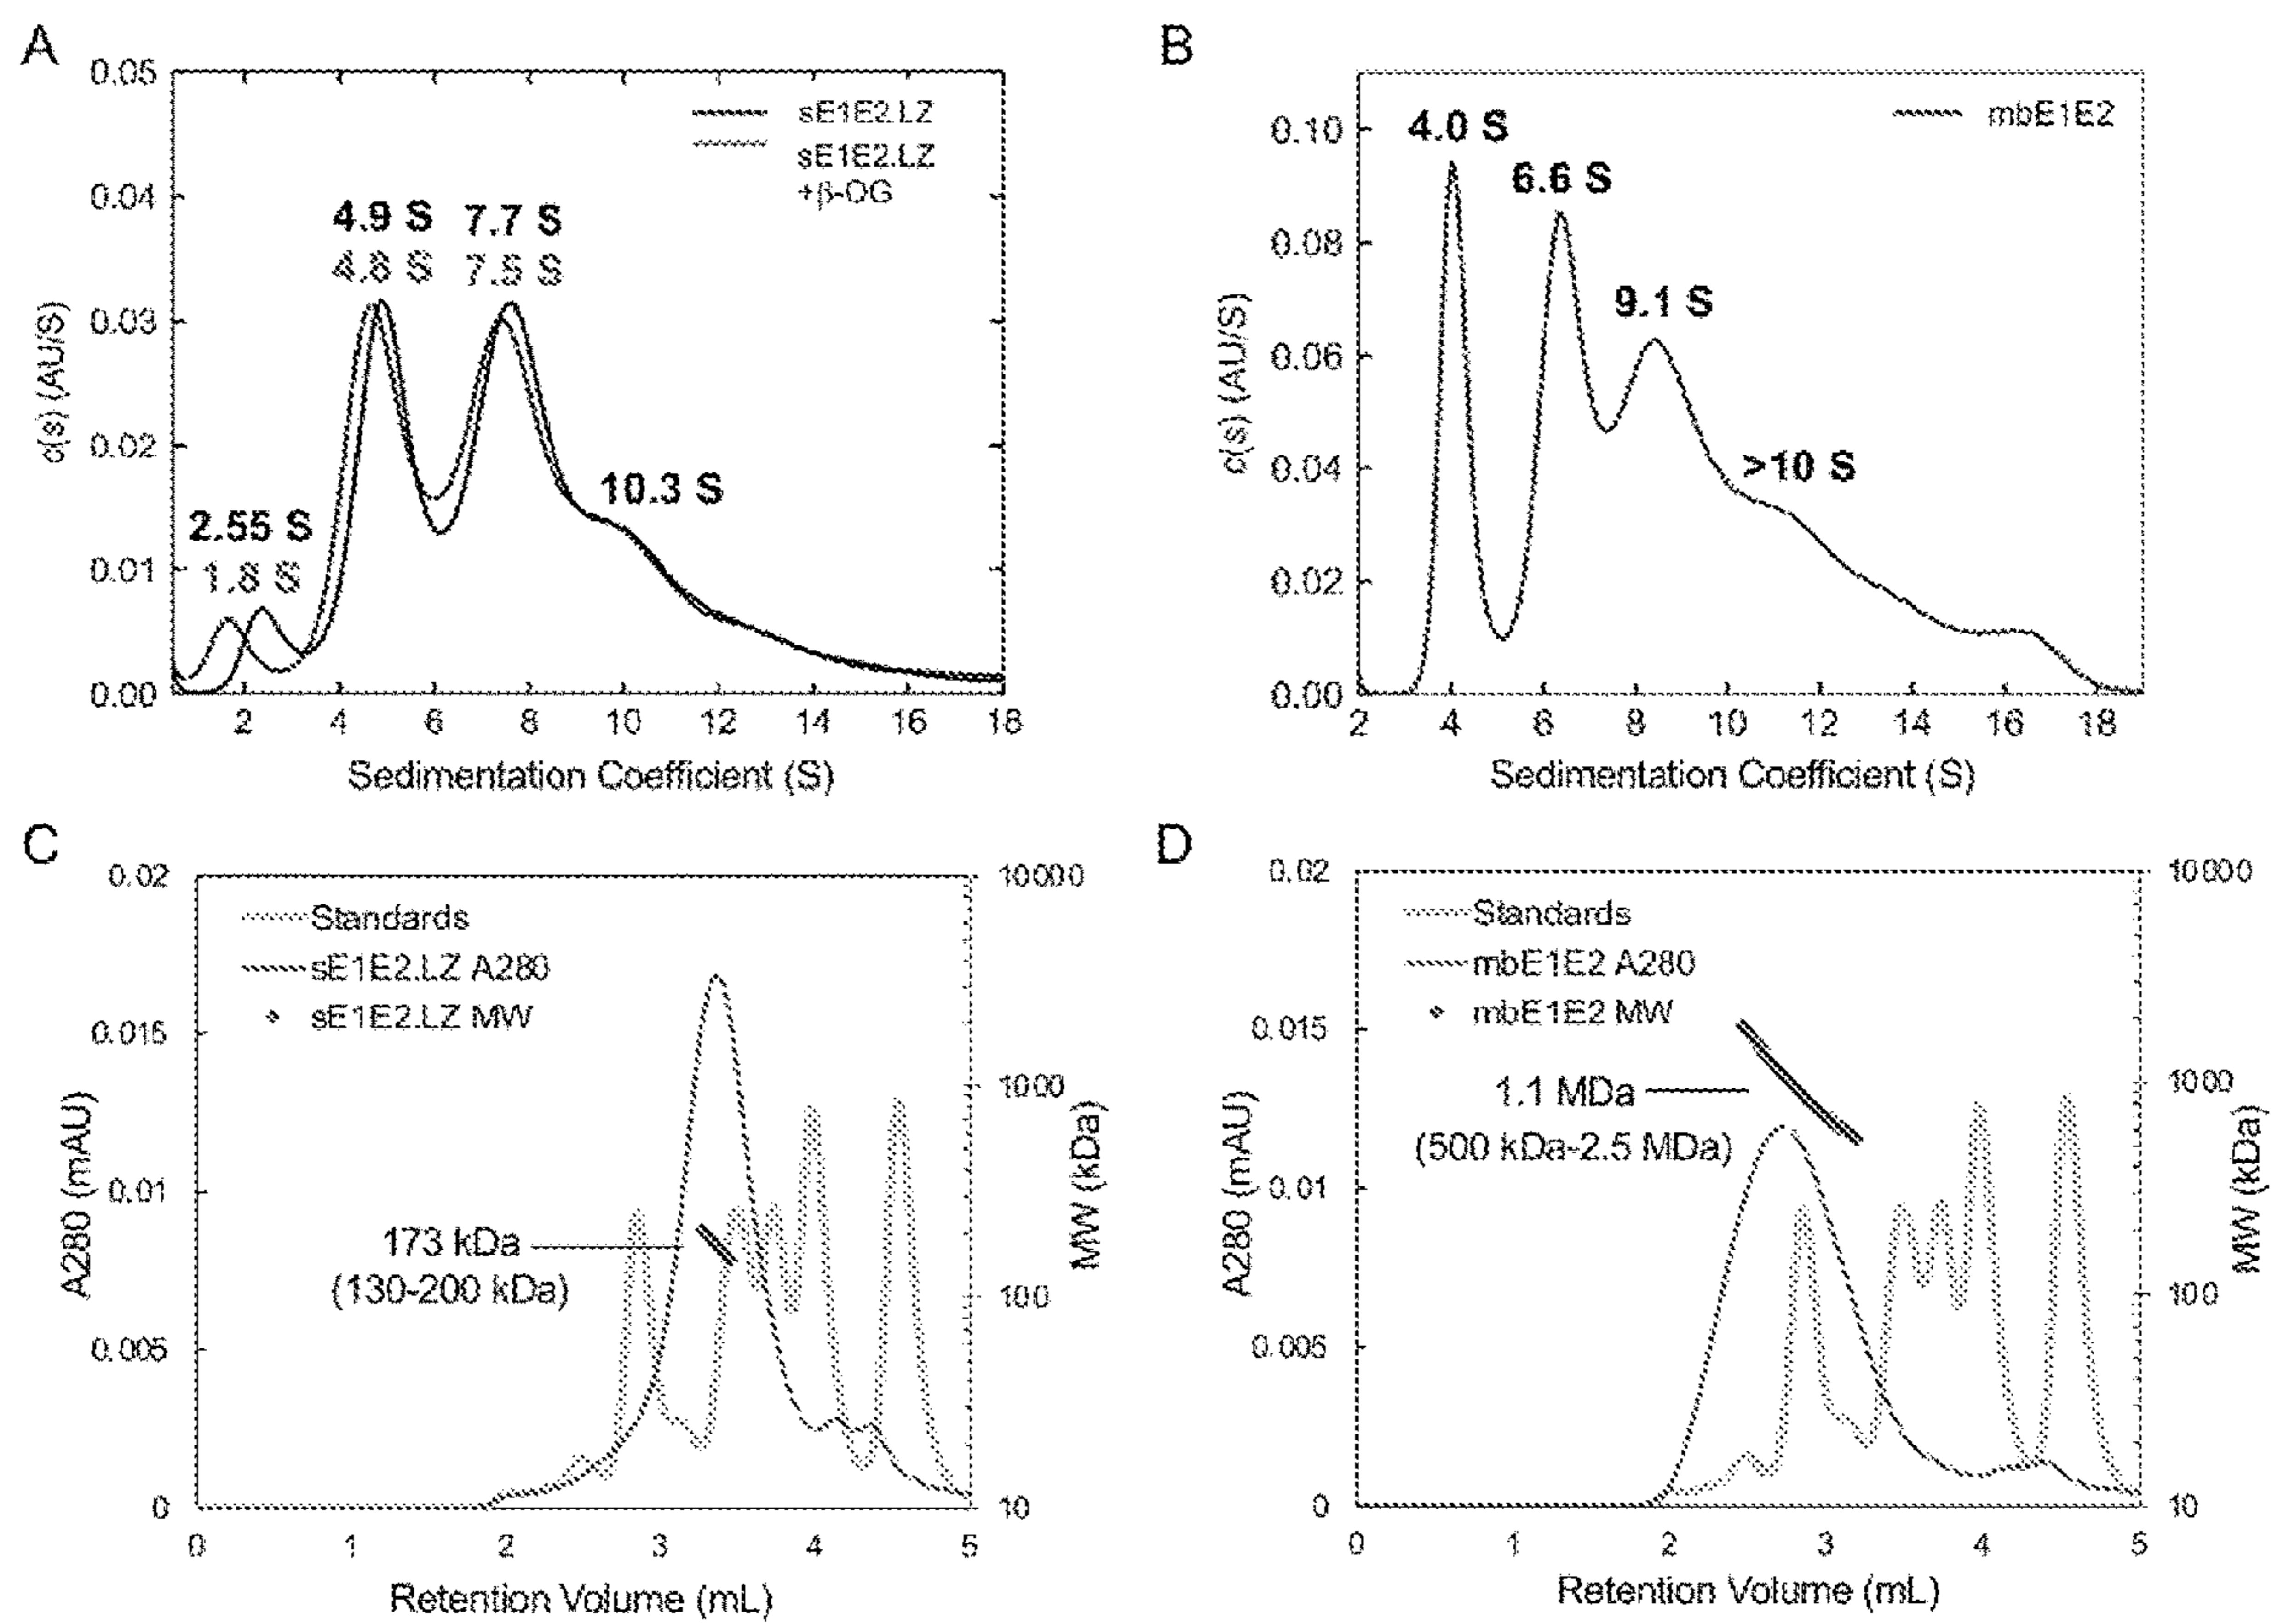 A
0.05
0.04
0.03
0.02
0.01
0.00
c(s) (AU/S)
sE1E2.LZ
sE1E2.LZ
+β-OG
4.9 S
7.7 S
10.3 S
2.55 S
1.8 S
2 4 6 8 10 12 14 16 18
Sedimentation Coefficient (S)
B
0.10
0.08
0.06
0.04
0.02
0.00
c(s) (AU/S)
mbE1E2
4.0 S
6.6 S
9.1 S
>10 S
2 4 6 8 10 12 14 16 18
Sedimentation Coefficient (S)
C
0.02
0.015
0.01
0.005
0
A280 (mAU)
Standards
sE1E2.LZ A280
sE1E2.LZ MW
173 kDa
(130-200 kDa)
10000
1000
100
10
MW (kDa)
0 1 2 3 4 5
Retention Volume (mL)
D
0.02
0.015
0.01
0.005
0
A280 (mAU)
Standards
mbE1E2 A280
mbE1E2 MW
1.1 MDa
(500 kDa-2.5 MDa)
10000
1000
100
10
MW (kDa)
0 1 2 3 4 5
Retention Volume (mL)